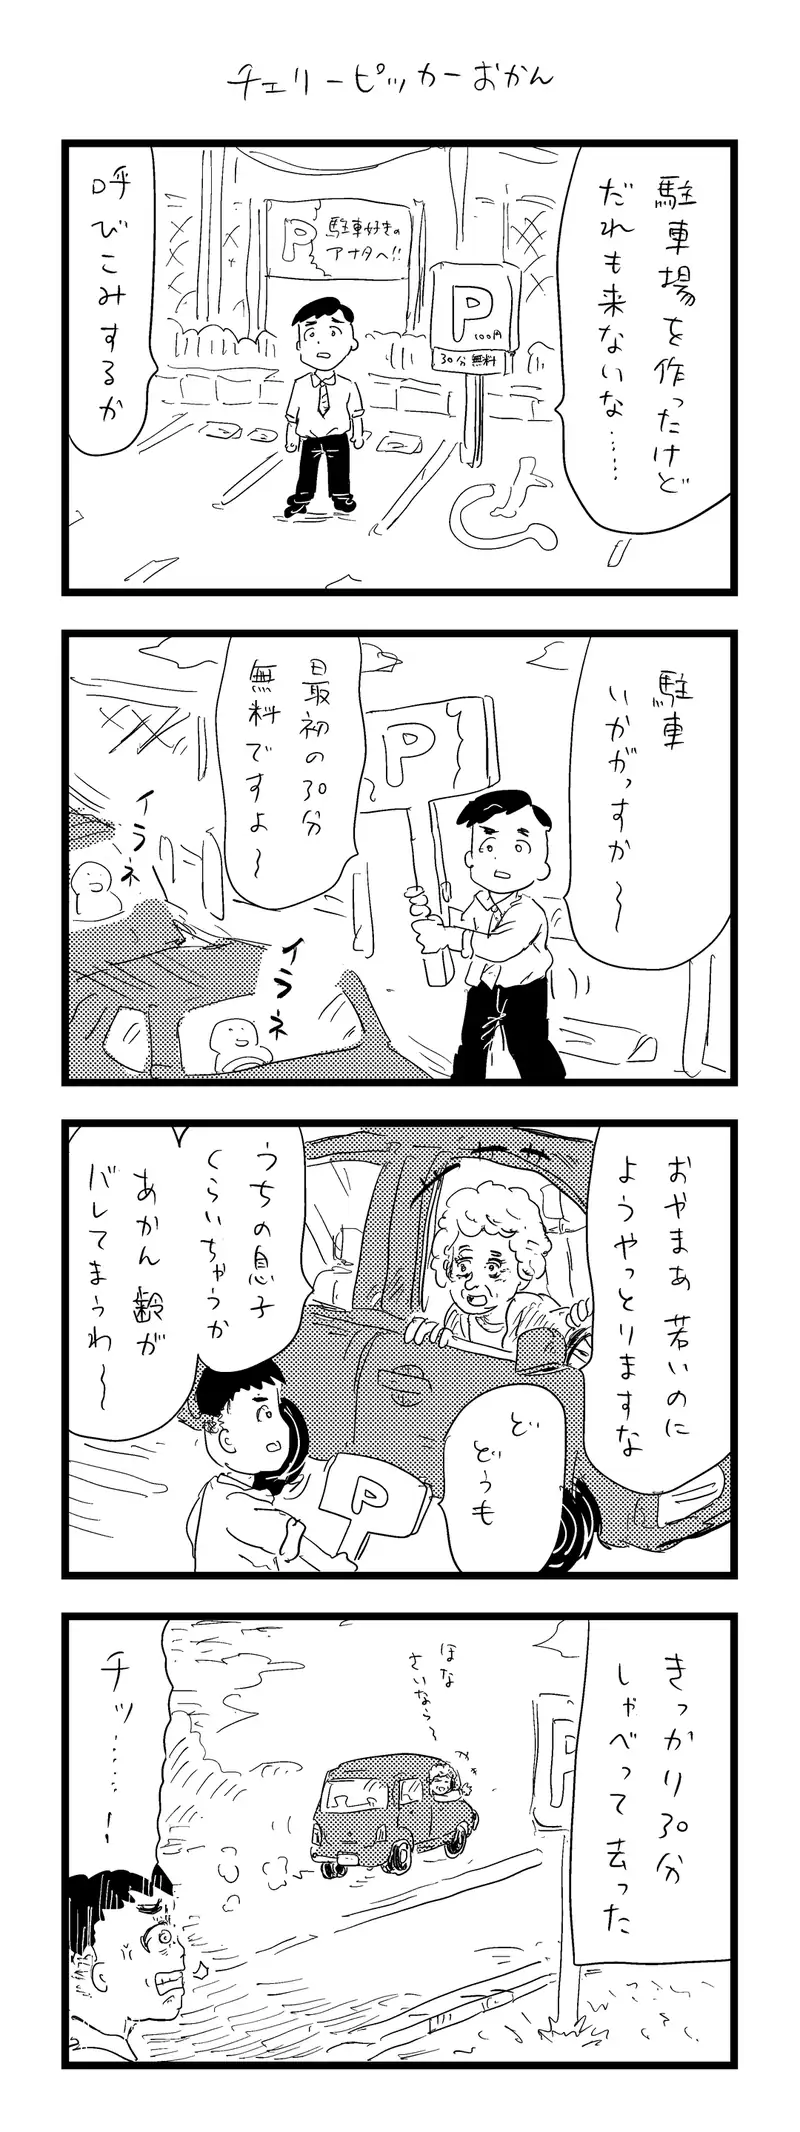 チェリーピッカーおかん
駐車場を作ったけど
だれも来ないな……
呼びこみするか
P
駐車好きの
アナタへ!!
P
100円
30分無料
駐車
いかがっすか〜
最初の30分
無料ですよ〜
P
イラネ
イラネ
おやまあ 若いのに
ようやっとりますな
うちの息子
くらいちゃうか
あかん 齢が
バレてまうわ〜
ど
どうも
P
きっかり30分
しゃべって去った
P
ほな
さいなら〜
チッ……!